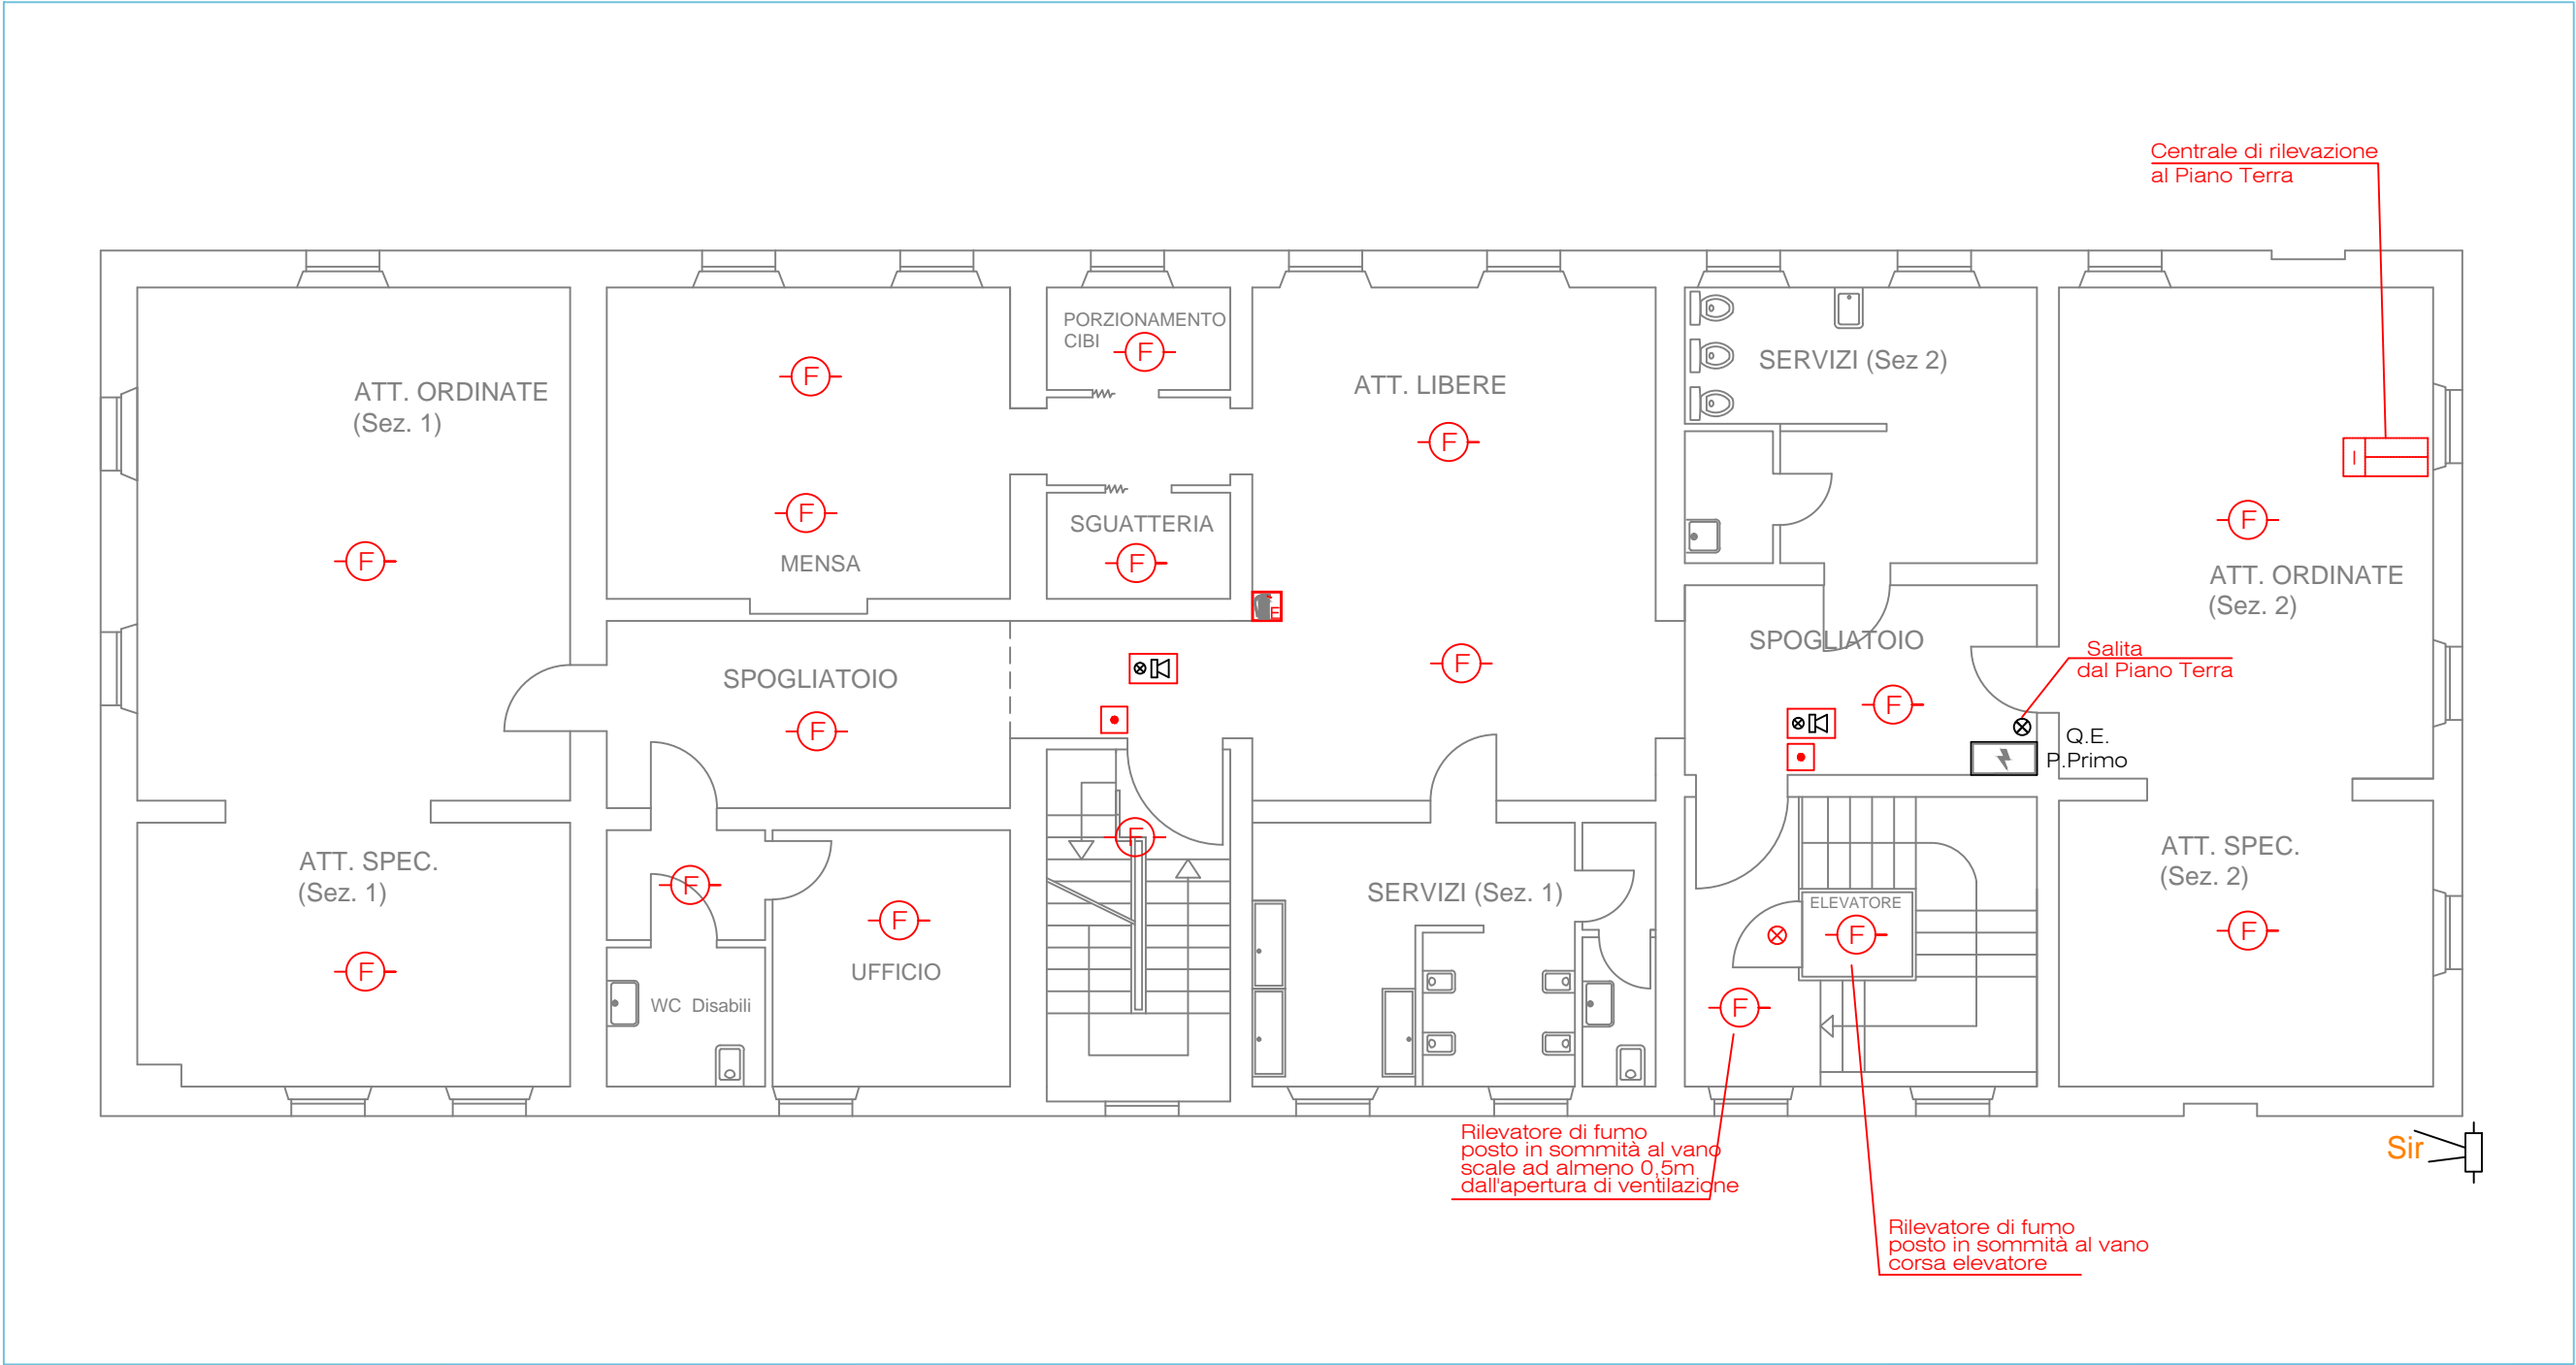 Centrale di rilevazione
al Piano Terra
PORZIONAMENTO
CIBI
F
SERVIZI (Sez 2)
F
ATT. ORDINATE
(Sez. 1)
ATT. LIBERE
F
I
F
SGUATTERIA
F
F
F
MENSA
F
ATT. ORDINATE
(Sez. 2)
E
SPOGLIATOIO
Salita
dal Piano Terra
F
SPOGLIATOIO
F
F
Q.E.
P.Primo
F
ATT. SPEC.
(Sez. 1)
ATT. SPEC.
(Sez. 2)
F
SERVIZI (Sez. 1)
ELEVATORE
F
F
F
F
UFFICIO
WC Disabili
F
Rilevatore di fumo
posto in sommità al vano
scale ad almeno 0,5m
dall'apertura di ventilazione
Sir
Rilevatore di fumo
posto in sommità al vano
corsa elevatore